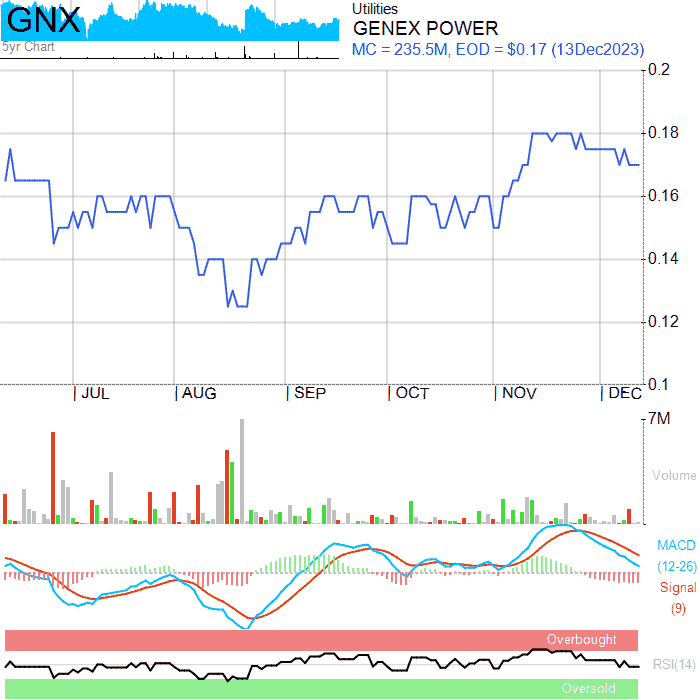 GNX
5yr Chart
Utilities
GENEX POWER
MC = 235.5M, EOD = $0.17 (13Dec2023)
0.2
0.18
0.16
0.14
0.12
0.1
JUL AUG SEP OCT NOV DEC
7M
Volume
MACD
(12-26)
Signal
(9)
Overbought
RSI(14)
Oversold